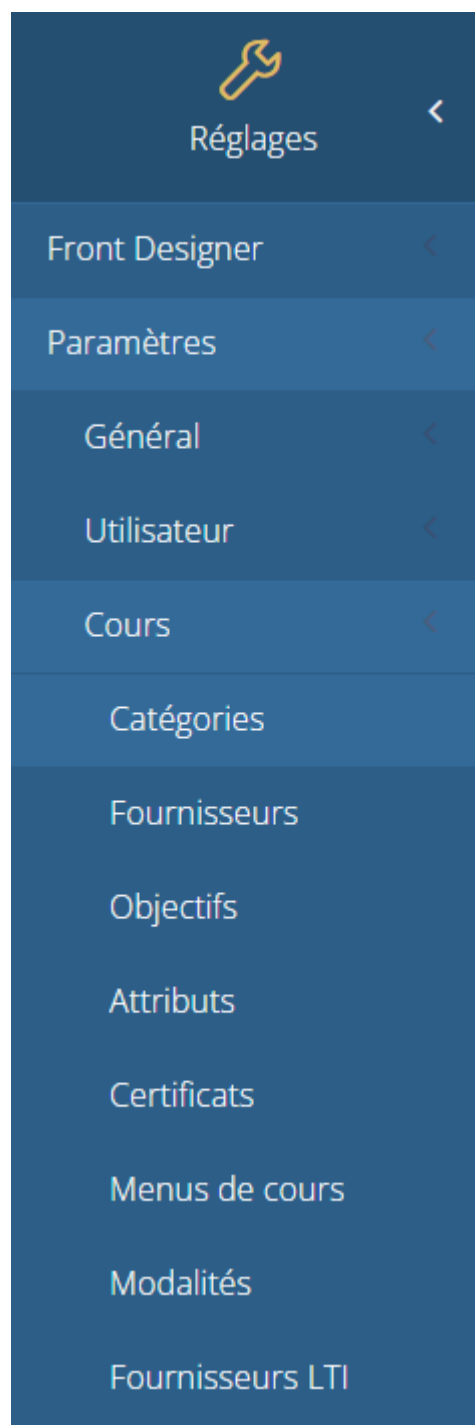 Réglages
Front Designer
Paramètres
Général
Utilisateur
Cours
Catégories
Fournisseurs
Objectifs
Attributs
Certificats
Menus de cours
Modalités
Fournisseurs LTI